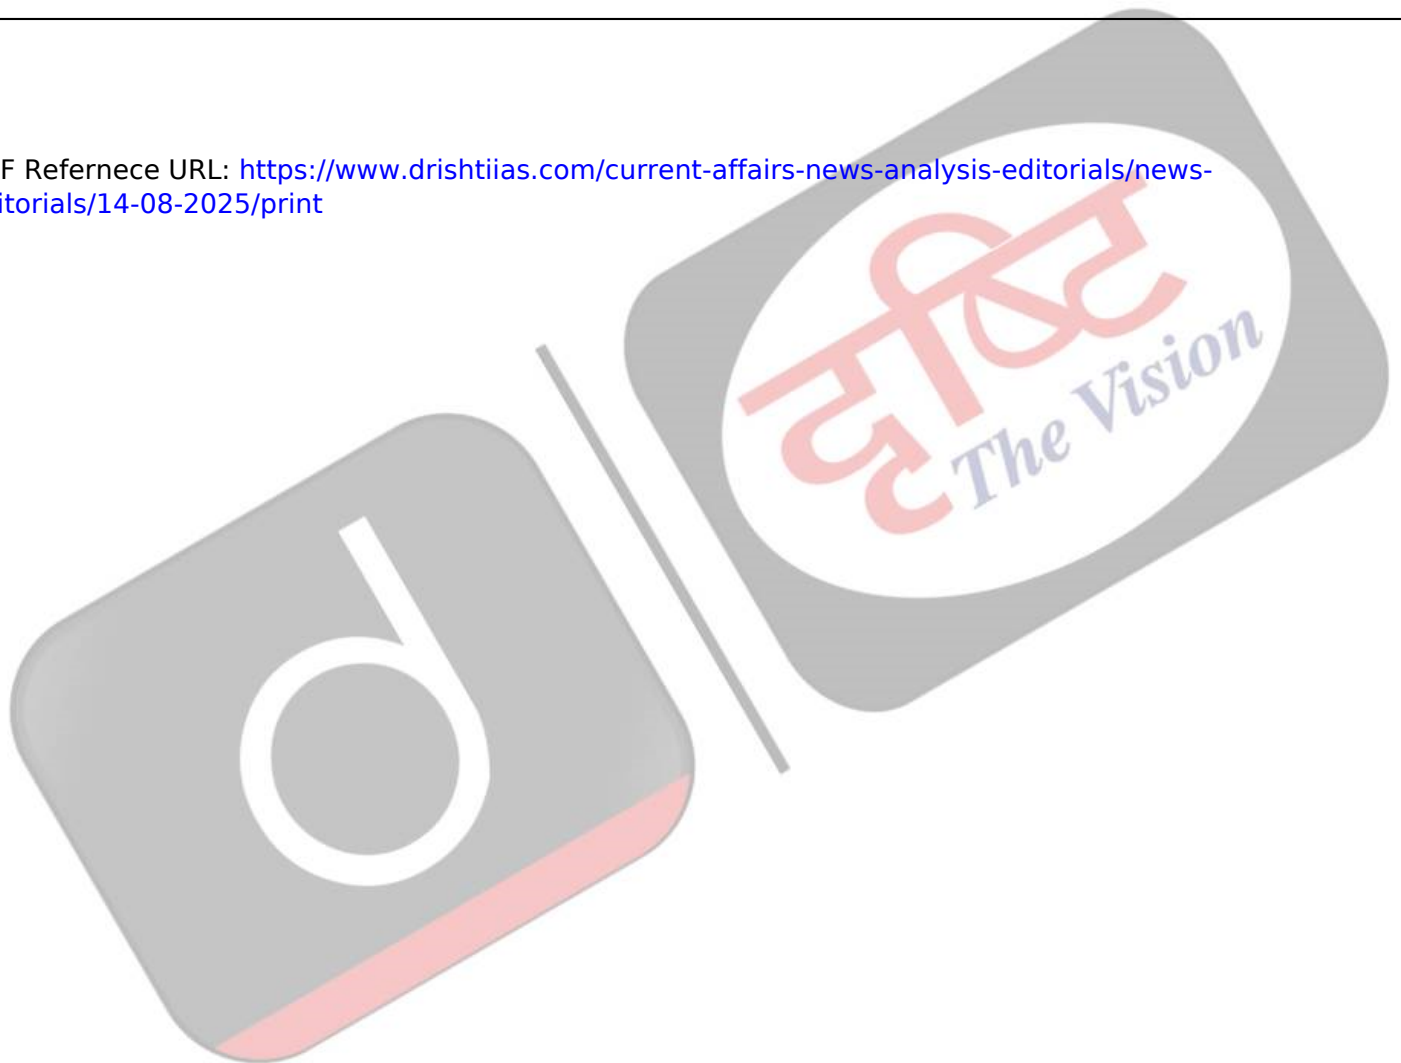 F Refernece URL: https://www.drishtiias.com/current-affairs-news-analysis-editorials/news-
itorials/14-08-2025/print
दृष्टि
The Vision
d